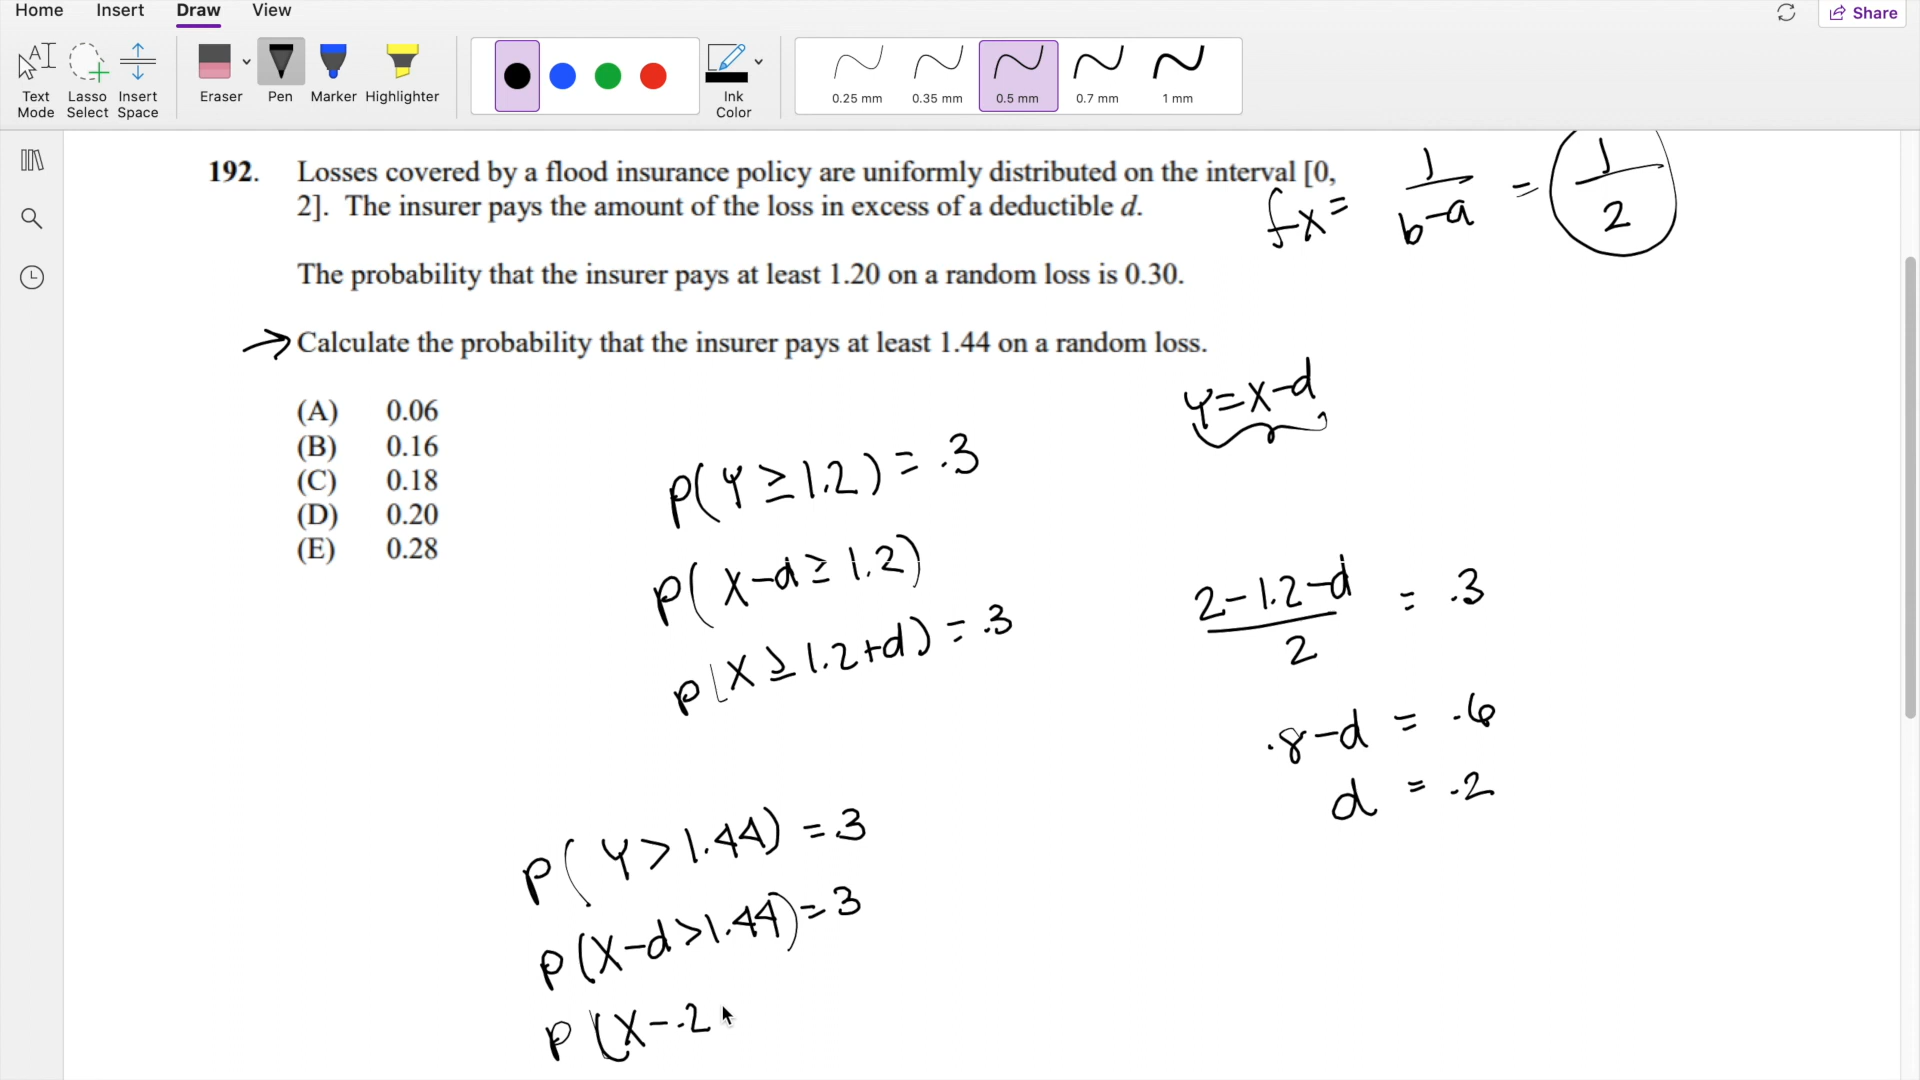 Home Insert Draw View
Share
Text Mode
Lasso Select
Insert Space
Eraser
Pen
Marker
Highlighter
Ink Color
0.25 mm
0.35 mm
0.5 mm
0.7 mm
1 mm
192. Losses covered by a flood insurance policy are uniformly distributed on the interval [0,
2]. The insurer pays the amount of the loss in excess of a deductible d.
fx = 1/(b-a) = 1/2
The probability that the insurer pays at least 1.20 on a random loss is 0.30.
→ Calculate the probability that the insurer pays at least 1.44 on a random loss.
(A) 0.06
(B) 0.16
(C) 0.18
(D) 0.20
(E) 0.28
Y=X-d
P(Y ≥ 1.2) = .3
P(X-d ≥ 1.2)
P(X ≥ 1.2+d) = .3
(2-1.2-d)/2 = .3
.8-d = .6
d = .2
P(Y > 1.44) = 3
P(X-d > 1.44) = 3
P(X-.2